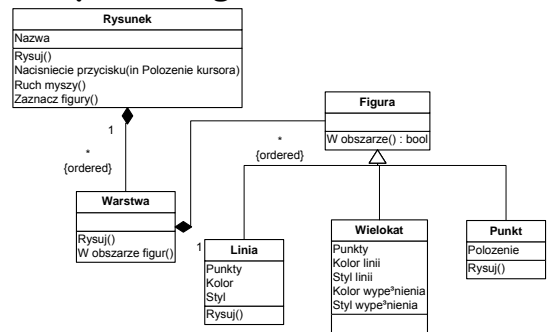 Rysunek
Nazwa
Rysuj()
Nacisniecie przycisku(in Polozenie kursora)
Ruch myszy()
Zaznacz figury()
1
*
{ordered}
Warstwa
Rysuj()
W obszarze figur()
1
Figura
W obszarze() : bool
*
{ordered}
Linia
Punkty
Kolor
Styl
Rysuj()
Wielokat
Punkty
Kolor linii
Styl linii
Kolor wype³nienia
Styl wype³nienia
Punkt
Polozenie
Rysuj()